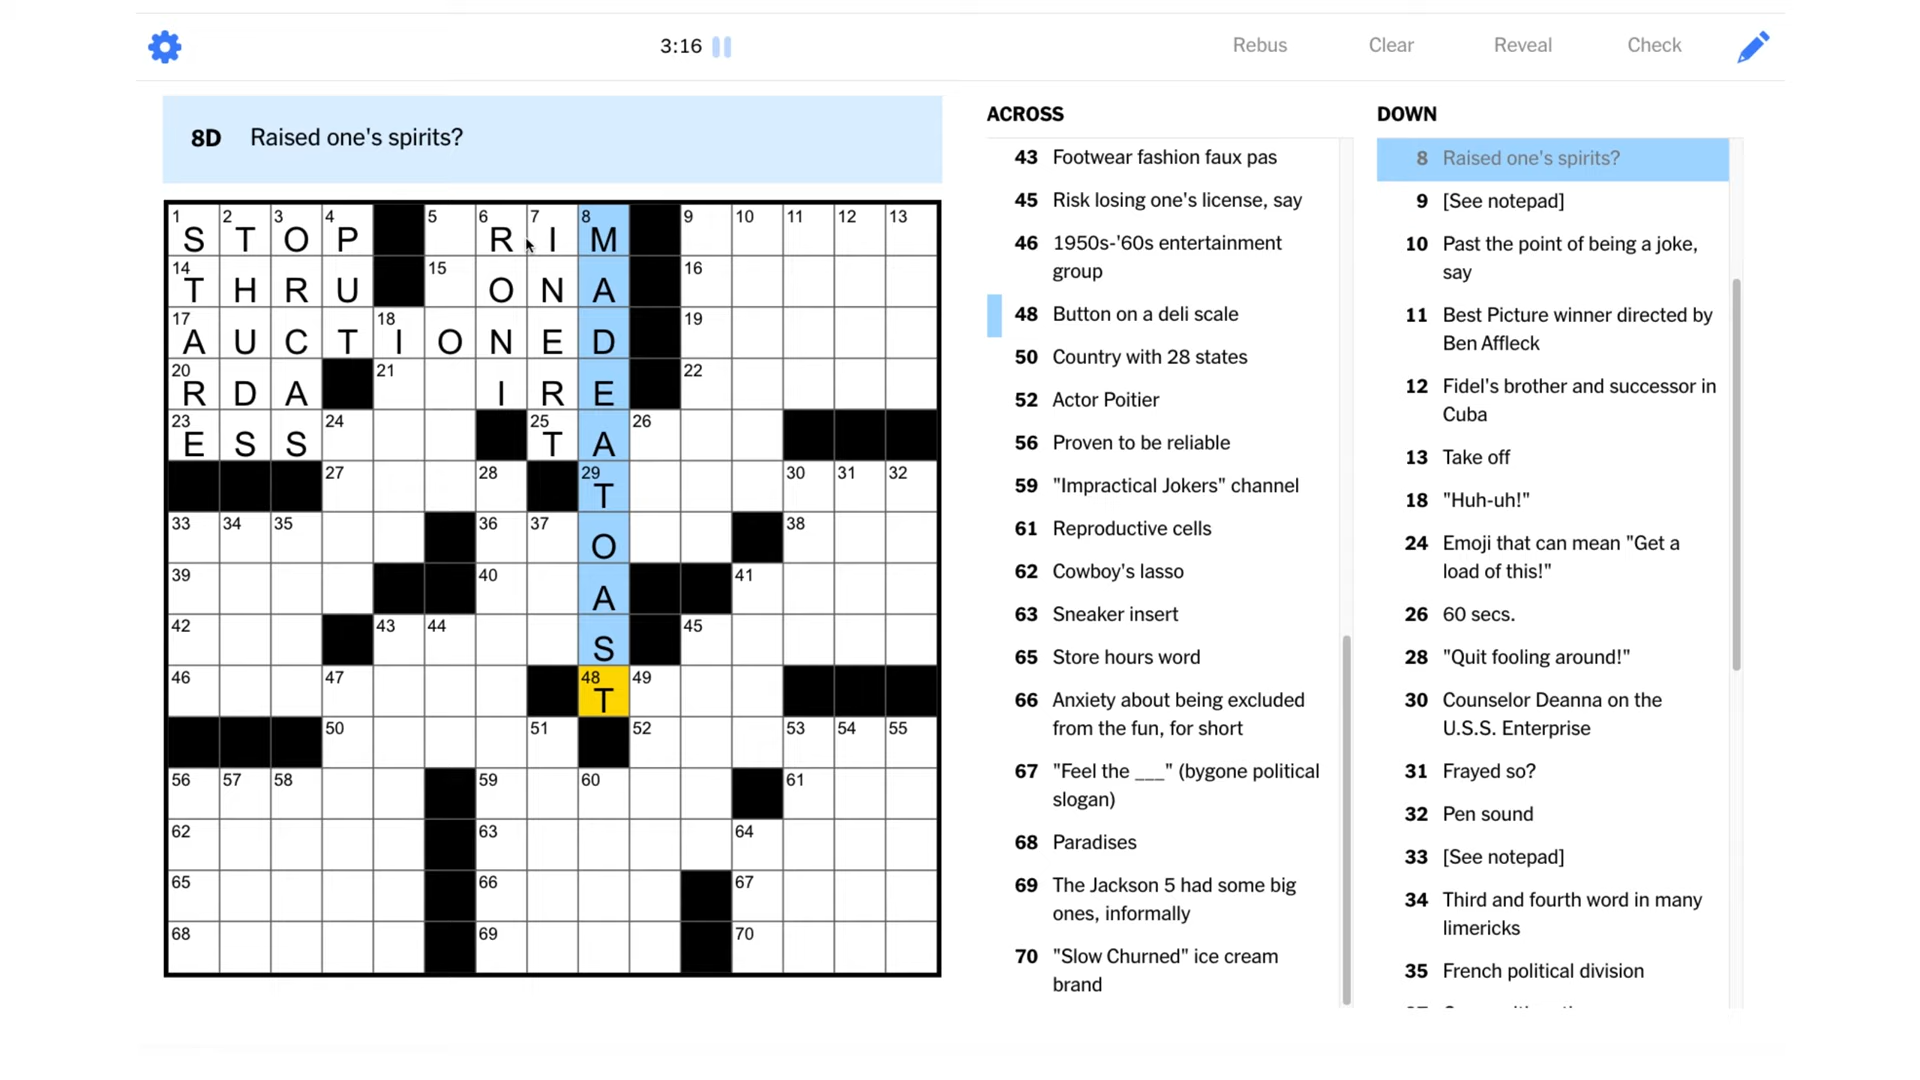 3:16
Rebus Clear Reveal Check
8D Raised one's spirits?
1 2 3 4 5 6 7 8 9 10 11 12 13
S T O P R I M
14 15 16
T H R U O N A
17 18 19
A U C T I O N E D
20 21 22
R D A I R E
23 24 25 26
E S S T A
27 28 29 30 31 32
T
33 34 35 36 37 38
O
39 40 41
A
42 43 44 45
S
46 47 48 49
T
50 51 52 53 54 55
56 57 58 59 60 61
62 63 64
65 66 67
68 69 70
ACROSS
43 Footwear fashion faux pas
45 Risk losing one's license, say
46 1950s-'60s entertainment
group
48 Button on a deli scale
50 Country with 28 states
52 Actor Poitier
56 Proven to be reliable
59 "Impractical Jokers" channel
61 Reproductive cells
62 Cowboy's lasso
63 Sneaker insert
65 Store hours word
66 Anxiety about being excluded
from the fun, for short
67 "Feel the ___" (bygone political
slogan)
68 Paradises
69 The Jackson 5 had some big
ones, informally
70 "Slow Churned" ice cream
brand
DOWN
8 Raised one's spirits?
9 [See notepad]
10 Past the point of being a joke,
say
11 Best Picture winner directed by
Ben Affleck
12 Fidel's brother and successor in
Cuba
13 Take off
18 "Huh-uh!"
24 Emoji that can mean "Get a
load of this!"
26 60 secs.
28 "Quit fooling around!"
30 Counselor Deanna on the
U.S.S. Enterprise
31 Frayed so?
32 Pen sound
33 [See notepad]
34 Third and fourth word in many
limericks
35 French political division